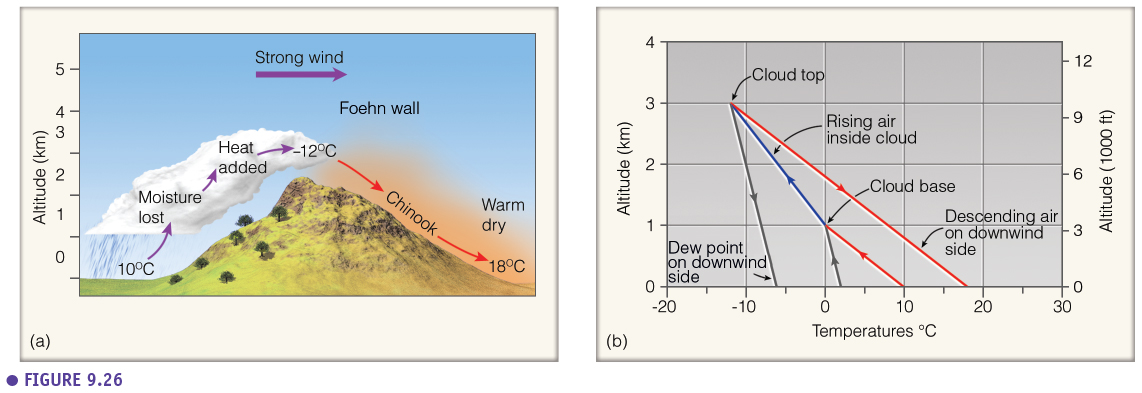 Strong wind
Foehn wall
5
4
3
2
1
0
Altitude (km)
Heat
added
–12°C
Moisture
lost
10°C
Chinook
Warm
dry
18°C
(a)
4
3
2
1
0
Altitude (km)
12
9
6
3
0
Altitude (1000 ft)
Cloud top
Rising air
inside cloud
Cloud base
Descending air
on downwind
side
Dew point
on downwind
side
-20
-10
0
10
20
30
Temperatures °C
(b)
● FIGURE 9.26